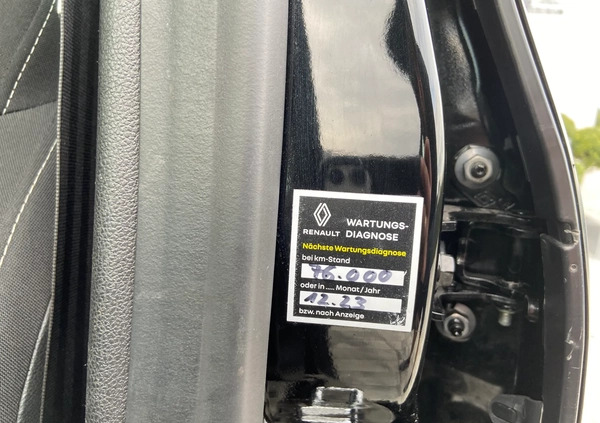 WARTUNGS-
RENAULT DIAGNOSE
Nächste Wartungsdiagnose
bei km-Stand
76.000
oder in .... Monat/Jahr
12.23
bzw. nach Anzeige